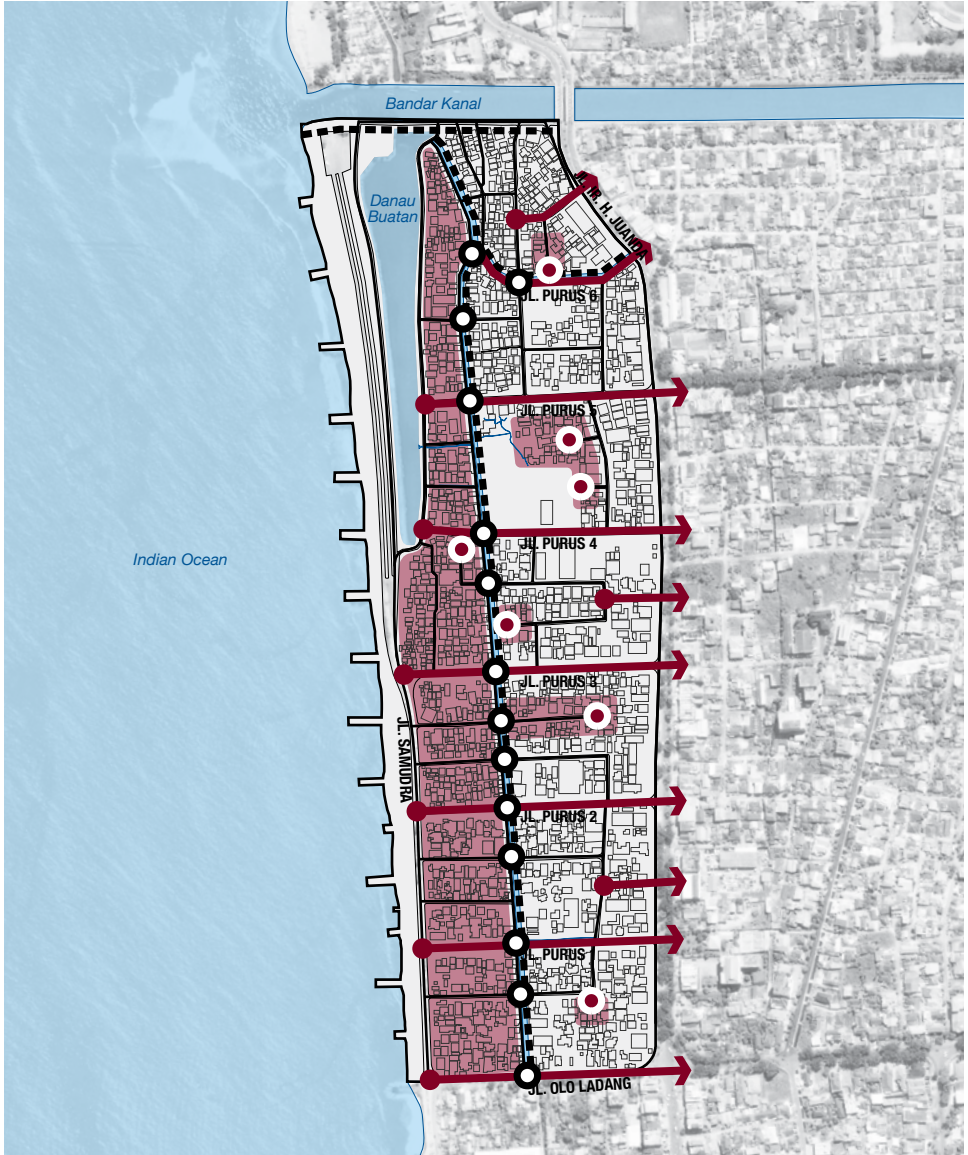 Bandar Kanal
Danau
Buatan
JL. IR. H. JUANDA
JL. PURUS 6
JL. PURUS 5
JL. PURUS 4
Indian Ocean
JL. PURUS 3
JL. SAMUDRA
JL. PURUS 2
JL. PURUS
JL. OLO LADANG